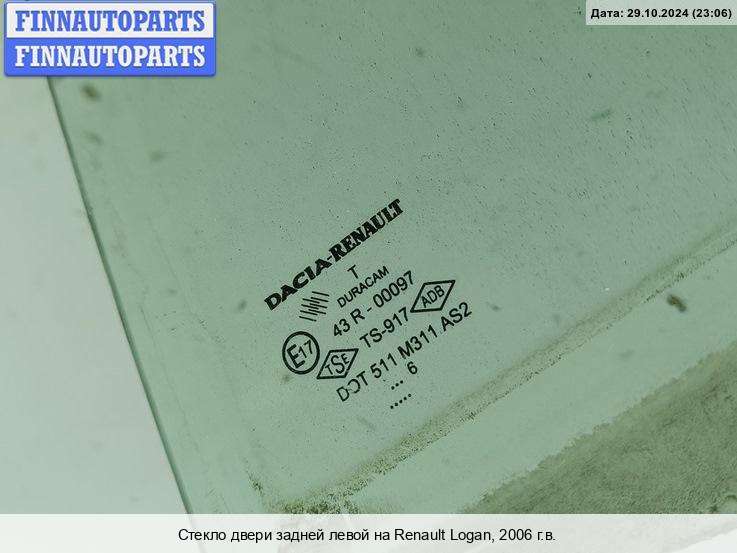 FINNAUTOPARTS
FINNAUTOPARTS
Дата: 29.10.2024 (23:06)
DACIA-RENAULT
T
DURACAM
43 R - 00097
E17 TSE TS-917 ADB
DOT 511 M311 AS2
... 6
.....
Стекло двери задней левой на Renault Logan, 2006 г.в.